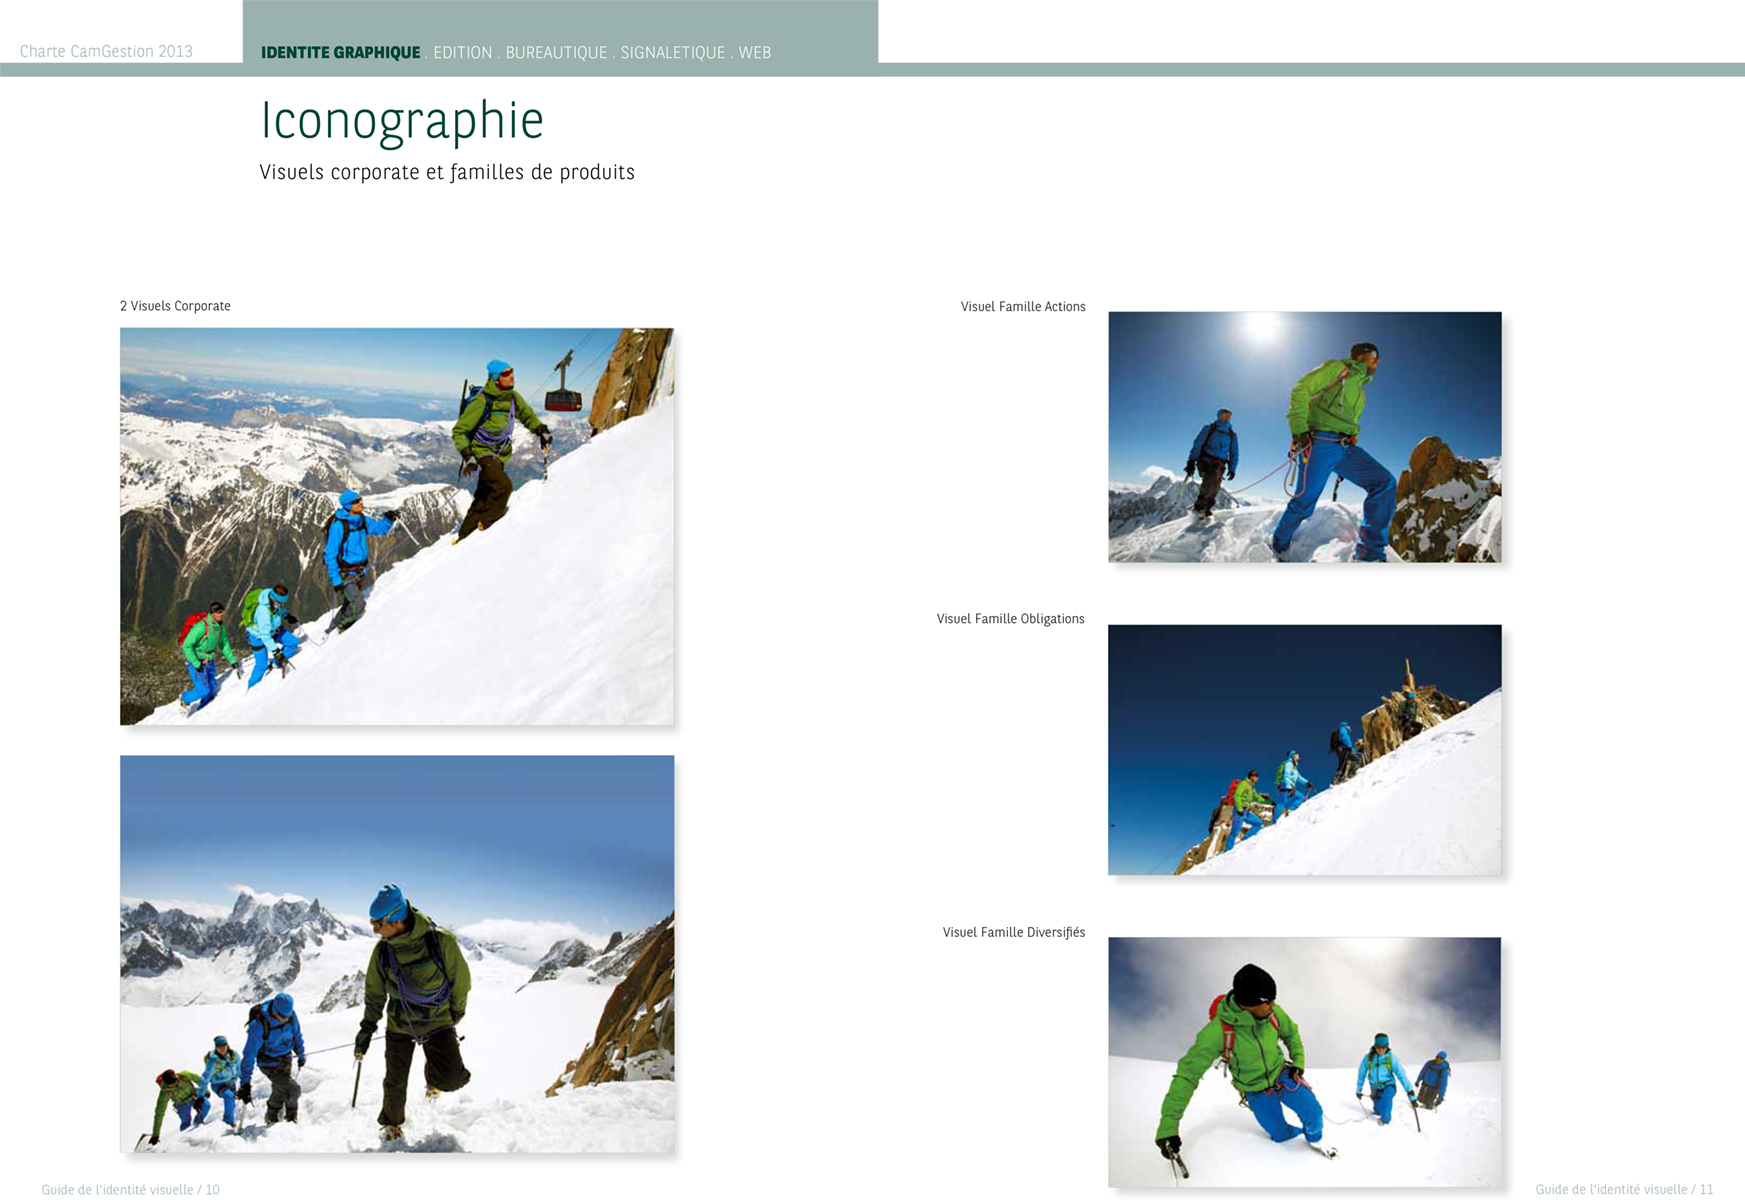 Charte CamGestion 2013
IDENTITE GRAPHIQUE . EDITION . BUREAUTIQUE . SIGNALETIQUE . WEB
Iconographie
Visuels corporate et familles de produits
2 Visuels Corporate
Visuel Famille Actions
Visuel Famille Obligations
Visuel Famille Diversifiés
Guide de l'identité visuelle / 10
Guide de l'identité visuelle / 11